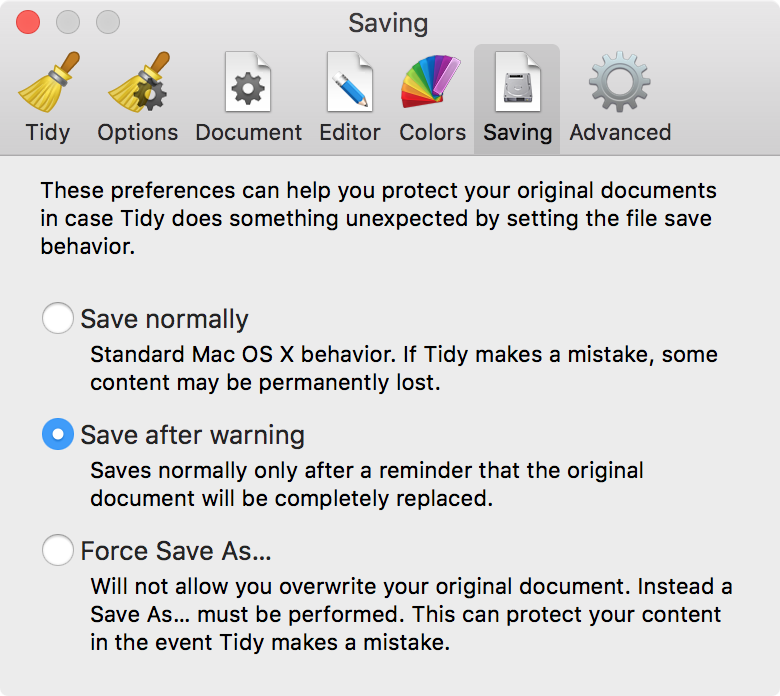 Saving
Tidy Options Document Editor Colors Saving Advanced
These preferences can help you protect your original documents
in case Tidy does something unexpected by setting the file save
behavior.
Save normally
Standard Mac OS X behavior. If Tidy makes a mistake, some
content may be permanently lost.
Save after warning
Saves normally only after a reminder that the original
document will be completely replaced.
Force Save As...
Will not allow you overwrite your original document. Instead a
Save As... must be performed. This can protect your content
in the event Tidy makes a mistake.